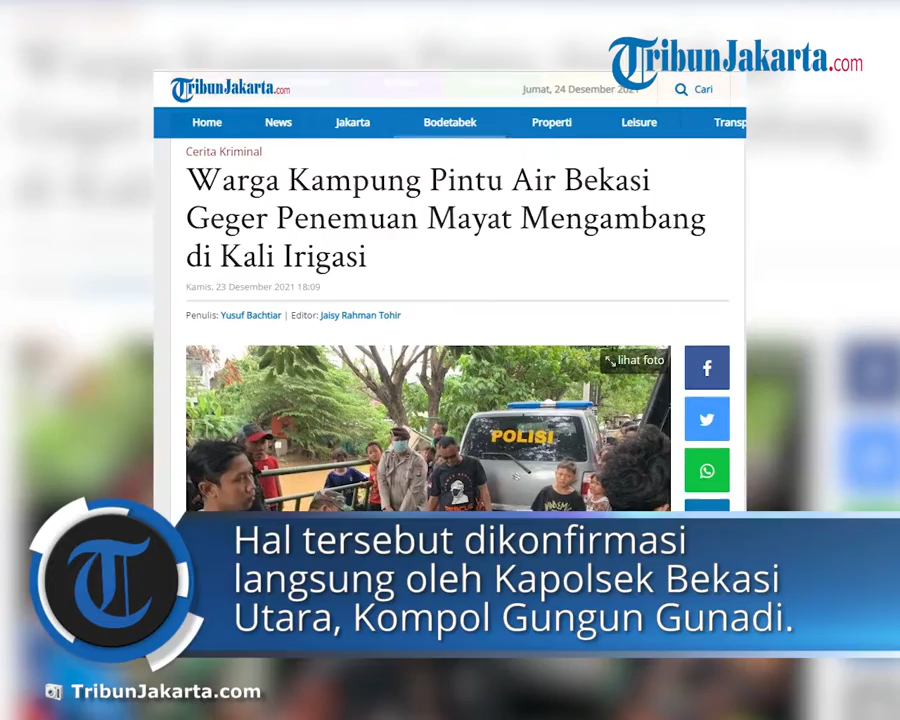 TribunJakarta.com
TribunJakarta.com
Jumat, 24 Desember 2021
Cari
Home News Jakarta Bodetabek Properti Leisure Transp
Cerita Kriminal
Warga Kampung Pintu Air Bekasi
Geger Penemuan Mayat Mengambang
di Kali Irigasi
Kamis, 23 Desember 2021 18:09
Penulis: Yusuf Bachtiar | Editor: Jaisy Rahman Tohir
lihat foto
POLISI
Hal tersebut dikonfirmasi
langsung oleh Kapolsek Bekasi
Utara, Kompol Gungun Gunadi.
TribunJakarta.com